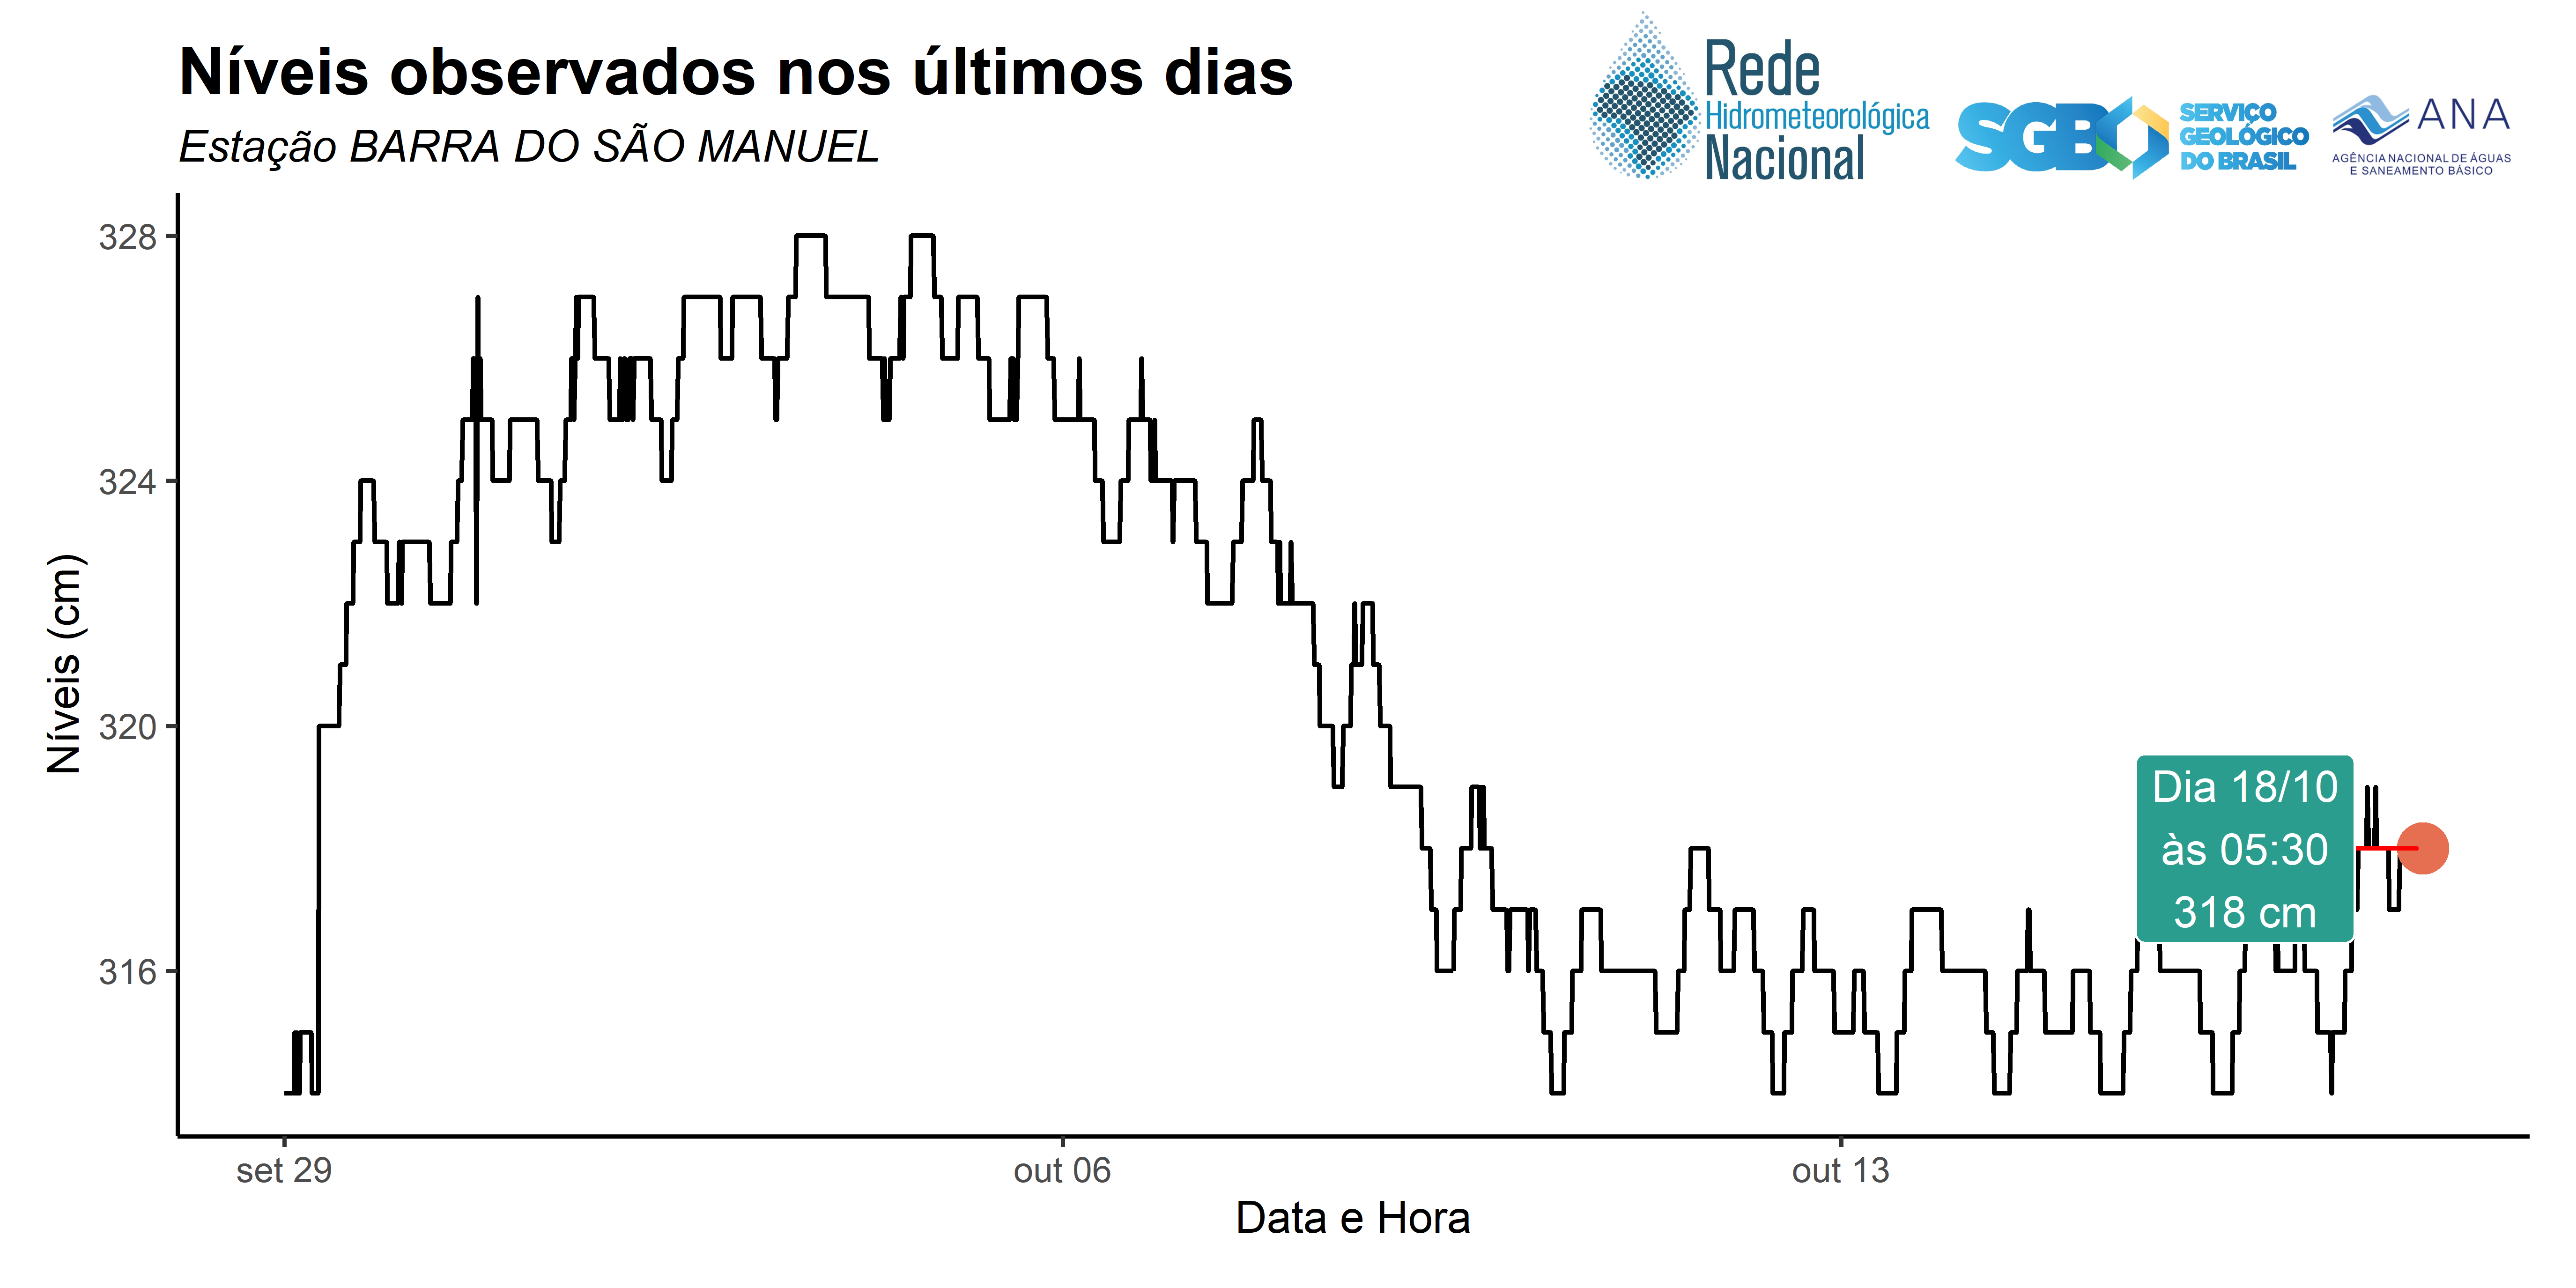 Níveis observados nos últimos dias
Estação BARRA DO SÃO MANUEL
Rede
Hidrometeorológica
Nacional
SGB
SERVIÇO
GEOLÓGICO
DO BRASIL
ANA
AGÊNCIA NACIONAL DE ÁGUAS
E SANEAMENTO BÁSICO
Níveis (cm)
328
324
320
316
Dia 18/10
às 05:30
318 cm
set 29
out 06
out 13
Data e Hora